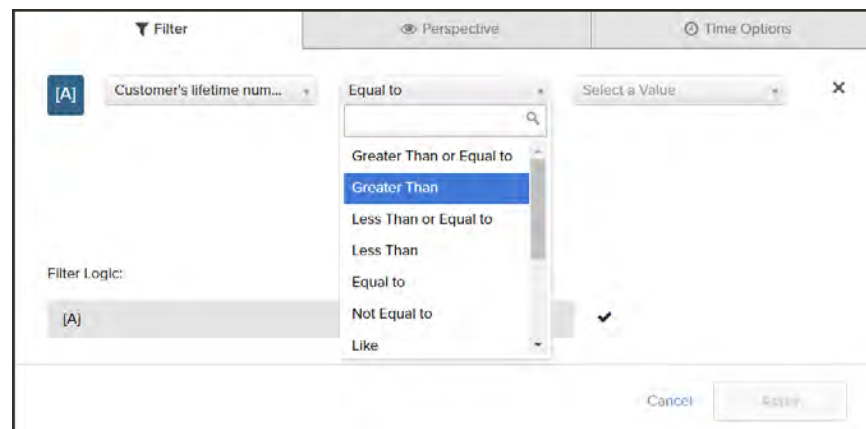 Filter
Perspective
Time Options
[A]
Customer's lifetime num...
Equal to
Select a Value
Greater Than or Equal to
Greater Than
Less Than or Equal to
Less Than
Equal to
Not Equal to
Like
Filter Logic:
[A]
Cancel